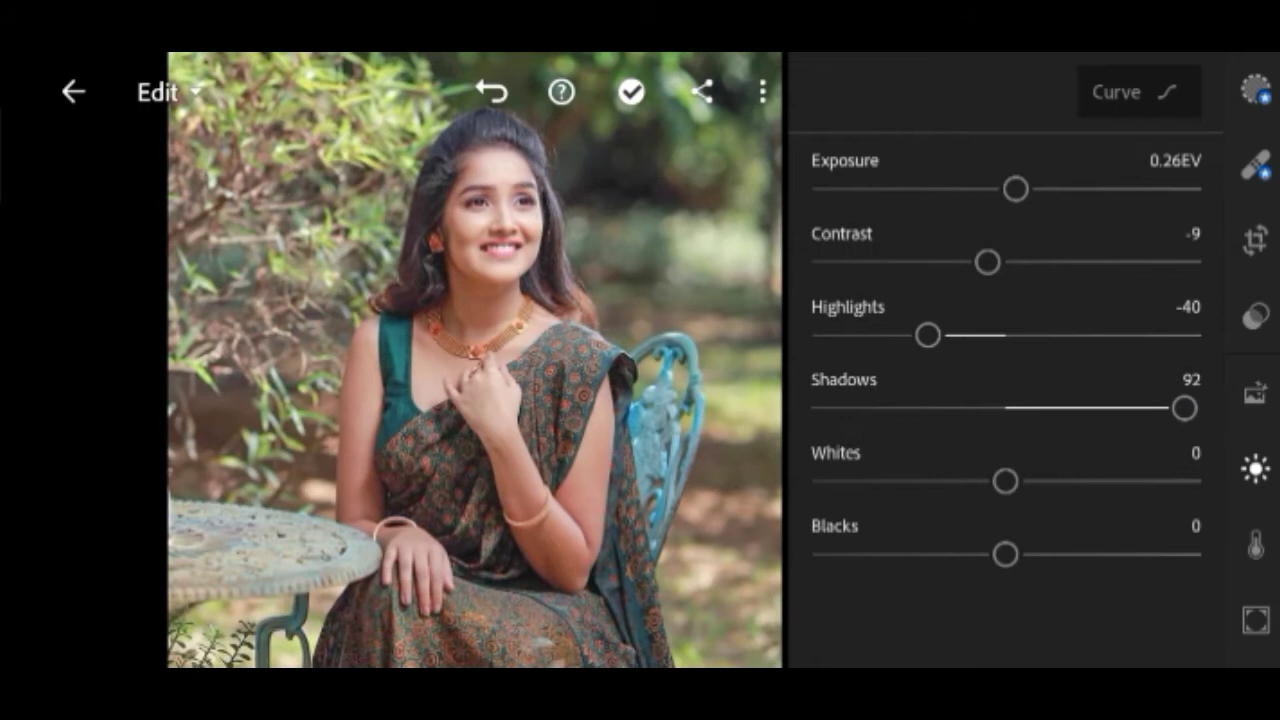 Edit
Curve
Exposure 0.26EV
Contrast -9
Highlights -40
Shadows 92
Whites 0
Blacks 0